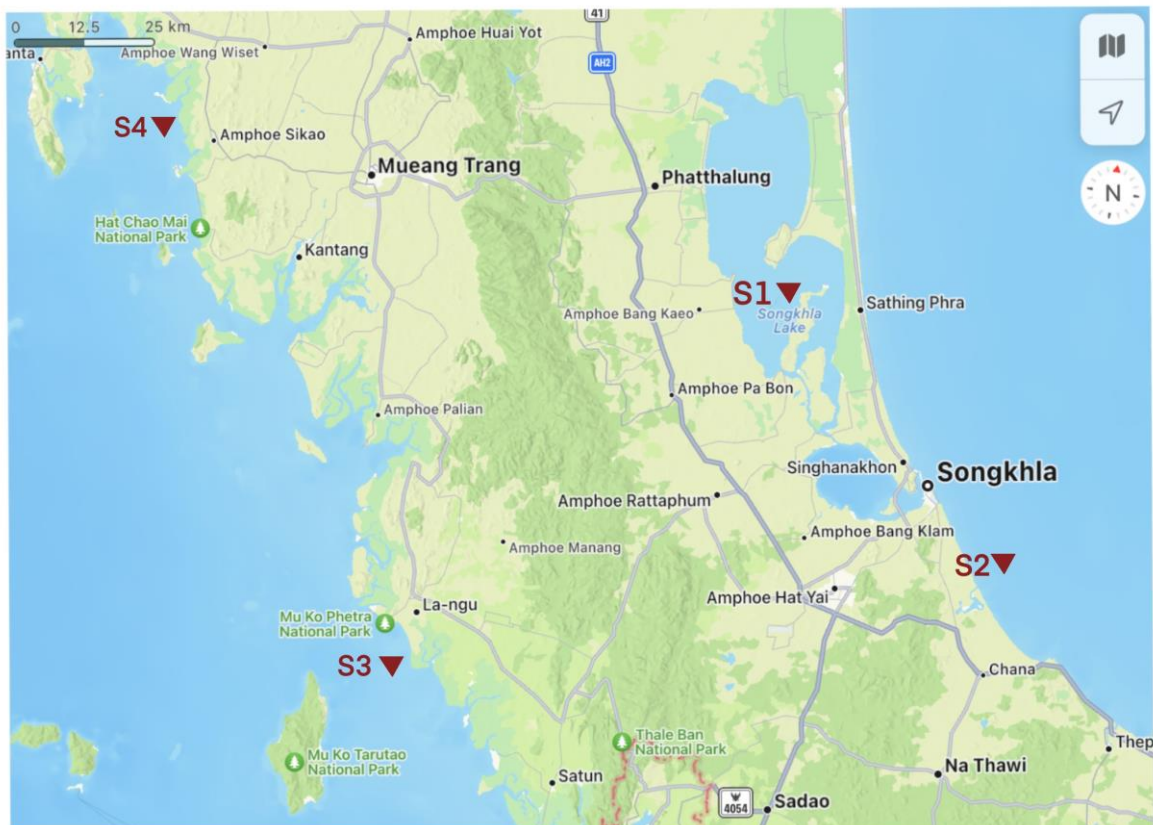 41
0 12.5 25 km
Amphoe Huai Yot
anta
Amphoe Wang Wiset
AH2
S4
Amphoe Sikao
Mueang Trang
Phatthalung
N
Hat Chao Mai
National Park
Kantang
S1
Sathing Phra
Amphoe Bang Kaeo
Songkhla
Lake
Amphoe Pa Bon
Amphoe Palian
Singhanakhon
Songkhla
Amphoe Rattaphum
Amphoe Bang Klam
Amphoe Manang
S2
Amphoe Hat Yai
La-ngu
Mu Ko Phetra
National Park
S3
Chana
Thale Ban
National Park
Thep
Mu Ko Tarutao
National Park
Satun
Na Thawi
4054
Sadao